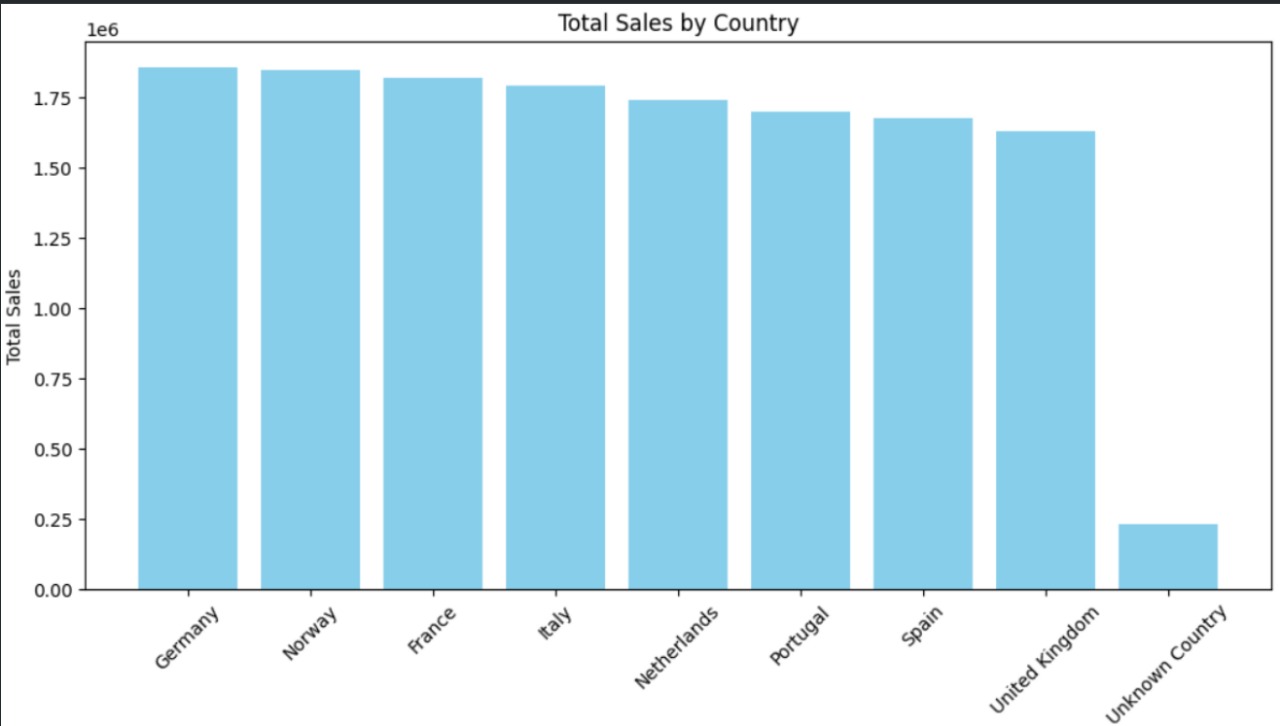 Total Sales by Country
1e6
Total Sales
1.75
1.50
1.25
1.00
0.75
0.50
0.25
0.00
Germany
Norway
France
Italy
Netherlands
Portugal
Spain
United Kingdom
Unknown Country